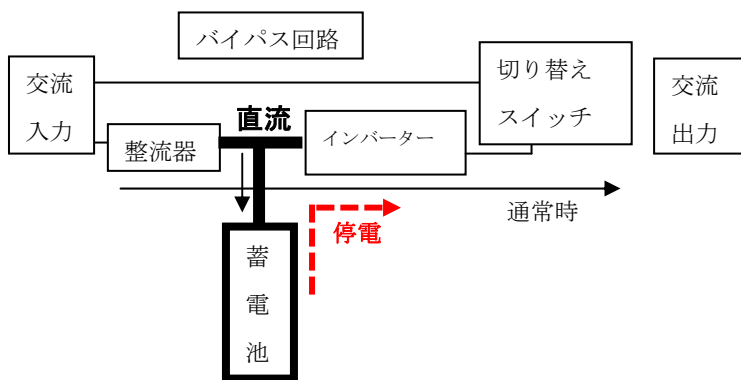 バイパス回路
交流
入力
切り替え
スイッチ
交流
出力
直流
整流器
インバーター
通常時
停電
蓄
電
池